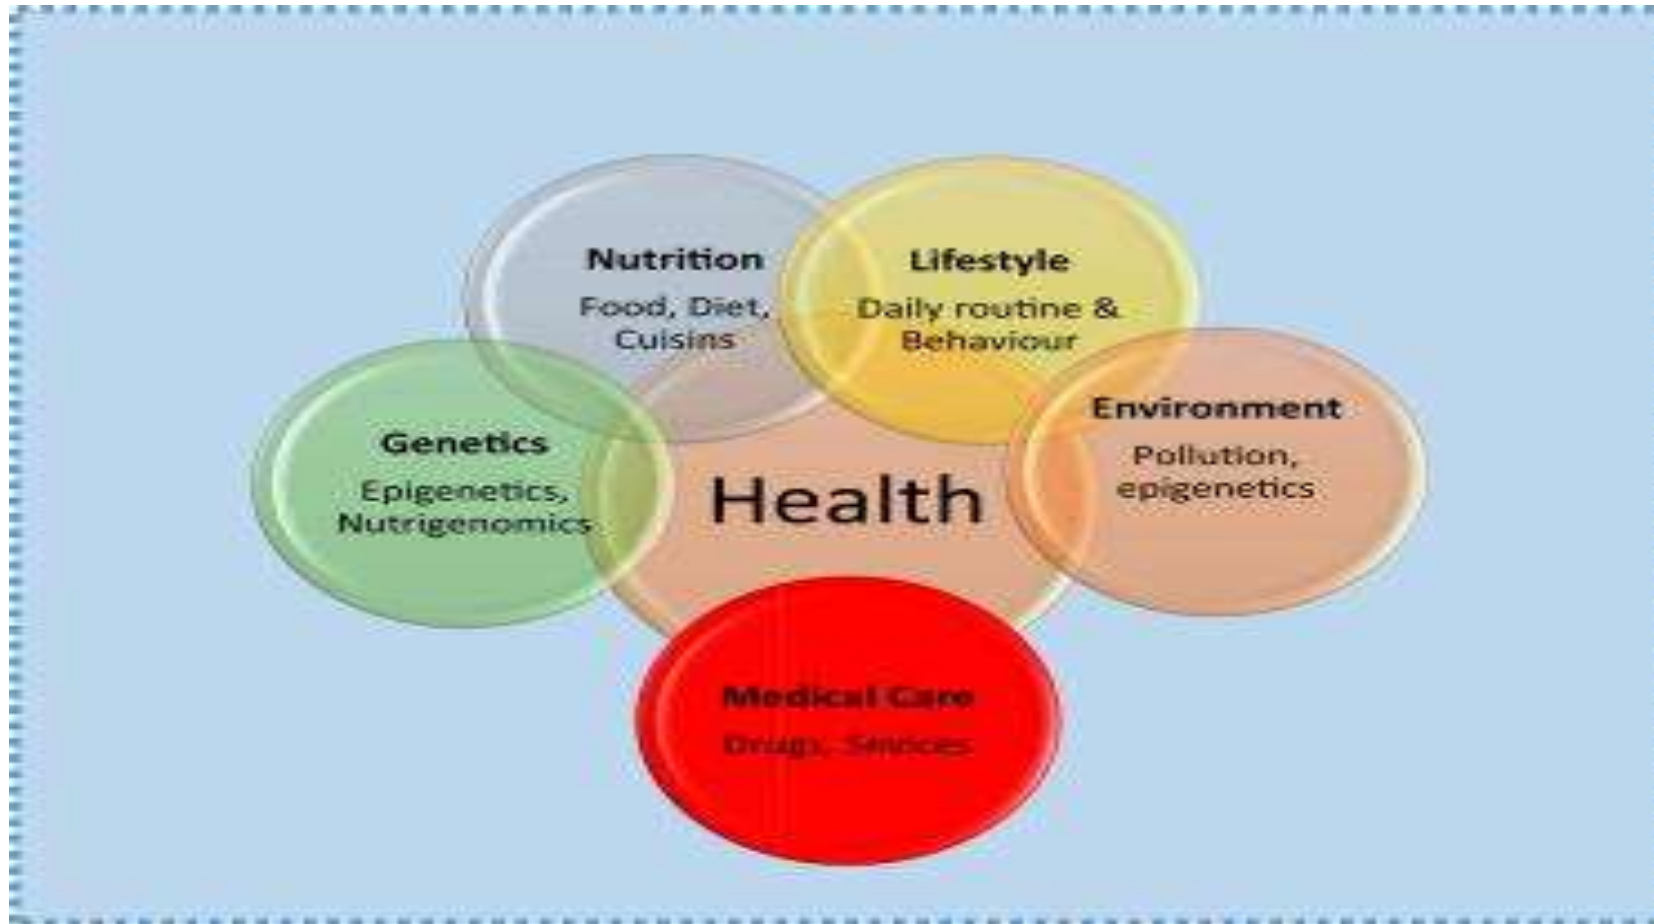 Nutrition
Food, Diet,
Cuisins
Lifestyle
Daily routine &
Behaviour
Genetics
Epigenetics,
Nutrigenomics
Health
Environment
Pollution,
epigenetics
Medical Care
Drugs, Services